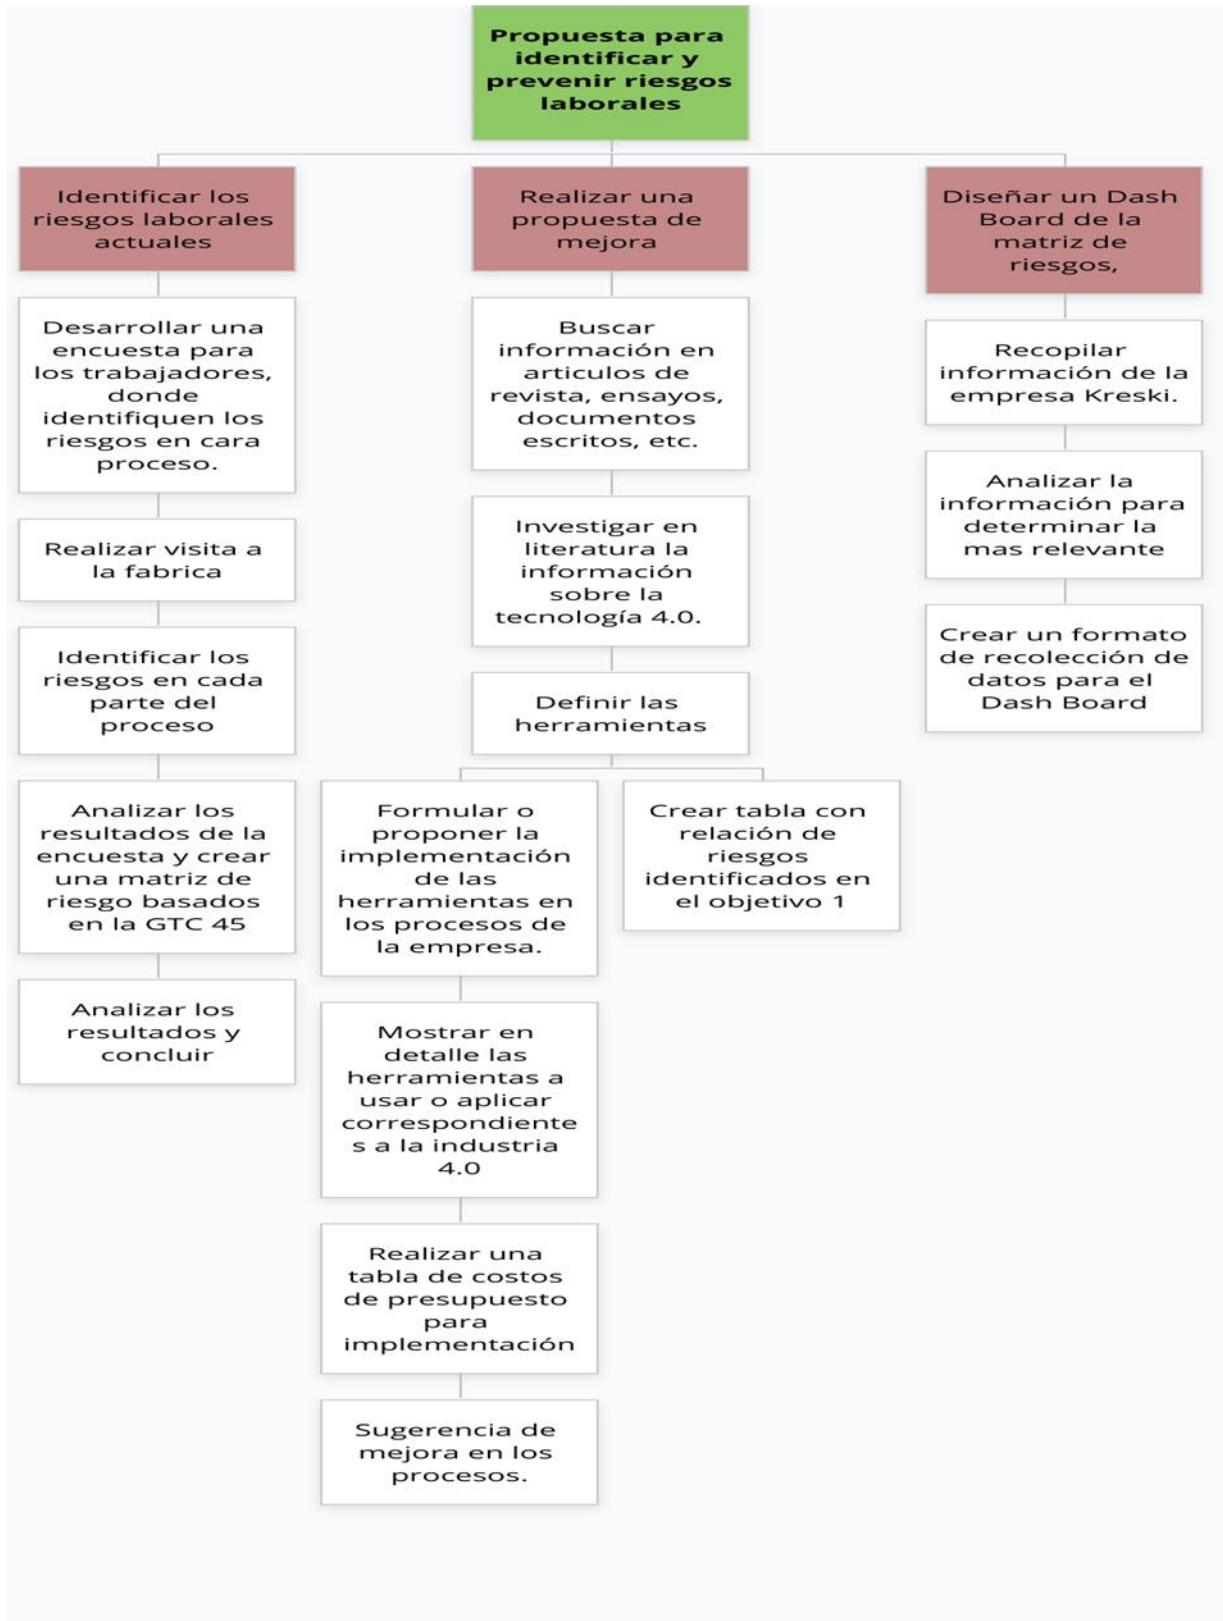 Propuesta para
identificar y
prevenir riesgos
laborales
Identificar los
riesgos laborales
actuales
Desarrollar una
encuesta para
los trabajadores,
donde
identifiquen los
riesgos en cara
proceso.
Realizar visita a
la fabrica
Identificar los
riesgos en cada
parte del
proceso
Analizar los
resultados de la
encuesta y crear
una matriz de
riesgo basados
en la GTC 45
Analizar los
resultados y
concluir
Realizar una
propuesta de
mejora
Buscar
información en
articulos de
revista, ensayos,
documentos
escritos, etc.
Investigar en
literatura la
información
sobre la
tecnología 4.0.
Definir las
herramientas
Formular o
proponer la
implementación
de las
herramientas en
los procesos de
la empresa.
Mostrar en
detalle las
herramientas a
usar o aplicar
correspondiente
s a la industria
4.0
Realizar una
tabla de costos
de presupuesto
para
implementación
Sugerencia de
mejora en los
procesos.
Crear tabla con
relación de
riesgos
identificados en
el objetivo 1
Diseñar un Dash
Board de la
matriz de
riesgos,
Recopilar
información de la
empresa Kreski.
Analizar la
información para
determinar la
mas relevante
Crear un formato
de recolección de
datos para el
Dash Board